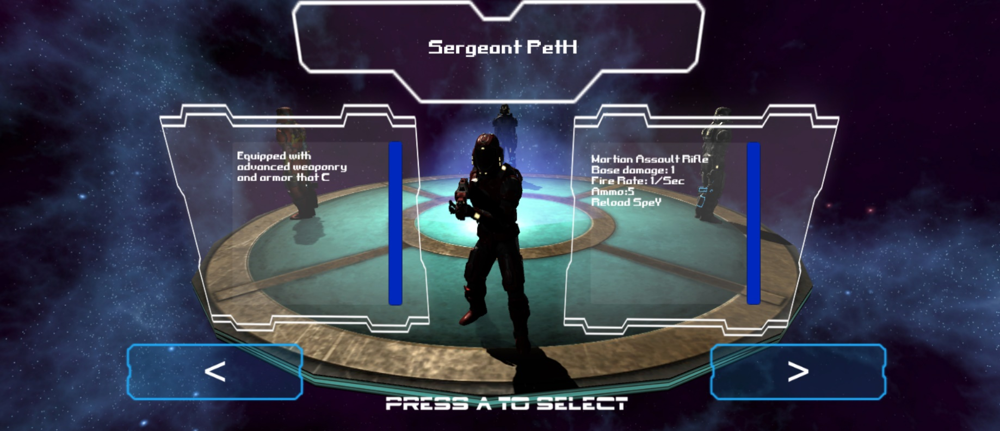 Sergeant PetH
Equipped with
advanced weaponry
and armor that C
Martian Assault Rifle
Base damage: 1
Fire Rate: 1/Sec
Ammo:5
Reload SpeY
<
>
PRESS A TO SELECT